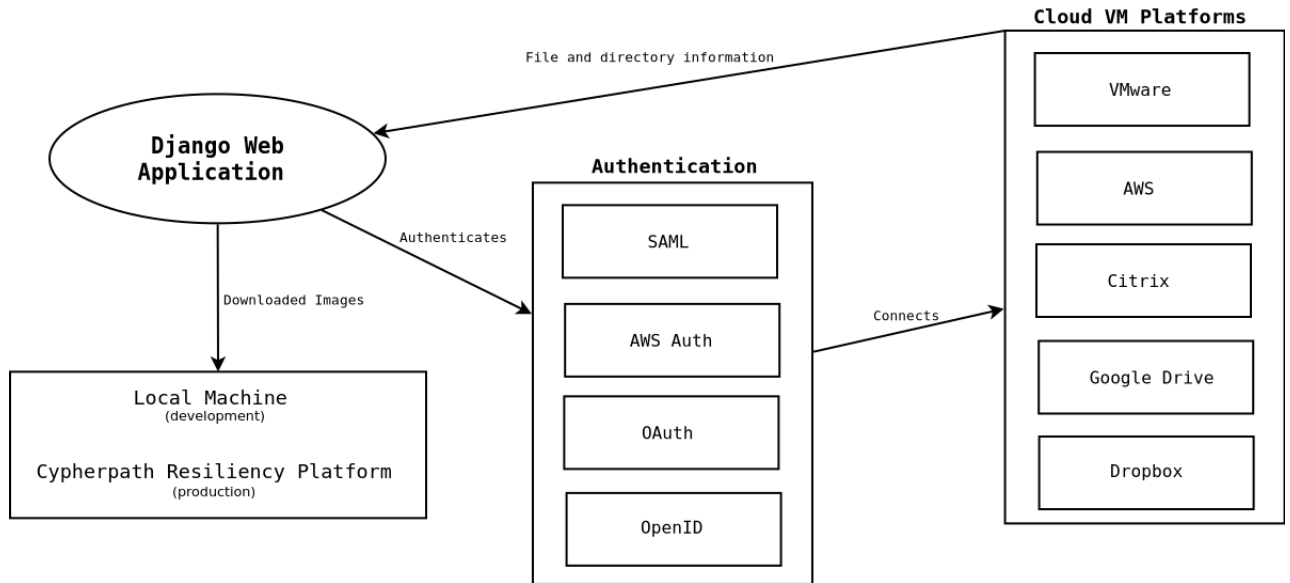 Cloud VM Platforms
File and directory information
VMware
Django Web
Application
Authentication
AWS
SAML
Authenticates
Citrix
Downloaded Images
Connects
AWS Auth
Google Drive
Local Machine
(development)
OAuth
Cypherpath Resiliency Platform
(production)
Dropbox
OpenID